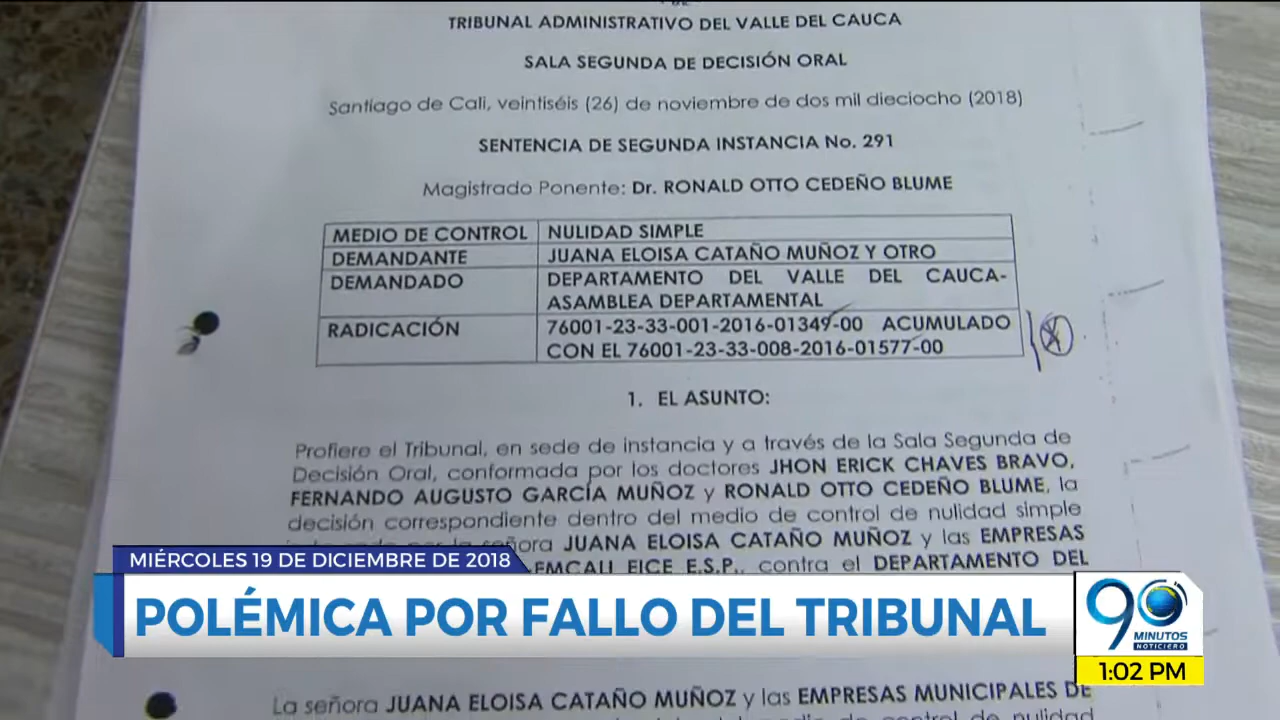 TRIBUNAL ADMINISTRATIVO DEL VALLE DEL CAUCA
SALA SEGUNDA DE DECISIÓN ORAL
Santiago de Cali, veintiséis (26) de noviembre de dos mil dieciocho (2018)
SENTENCIA DE SEGUNDA INSTANCIA No. 291
Magistrado Ponente: Dr. RONALD OTTO CEDEÑO BLUME
MEDIO DE CONTROL NULIDAD SIMPLE
DEMANDANTE JUANA ELOISA CATAÑO MUÑOZ Y OTRO
DEMANDADO DEPARTAMENTO DEL VALLE DEL CAUCA-
ASAMBLEA DEPARTAMENTAL
RADICACIÓN 76001-23-33-001-2016-01349-00 ACUMULADO
CON EL 76001-23-33-008-2016-01577-00
1. EL ASUNTO:
Profiere el Tribunal, en sede de instancia y a través de la Sala Segunda de
Decisión Oral, conformada por los doctores JHON ERICK CHAVES BRAVO,
FERNANDO AUGUSTO GARCÍA MUÑOZ y RONALD OTTO CEDEÑO BLUME, la
decisión correspondiente dentro del medio de control de nulidad simple
por la señora JUANA ELOISA CATAÑO MUÑOZ y las EMPRESAS
EMCALI EICE E.S.P., contra el DEPARTAMENTO DEL
MIÉRCOLES 19 DE DICIEMBRE DE 2018
POLÉMICA POR FALLO DEL TRIBUNAL
90
MINUTOS
NOTICIERO
1:02 PM
La señora JUANA ELOISA CATAÑO MUÑOZ y las EMPRESAS MUNICIPALES DE
medio de control de nulidad